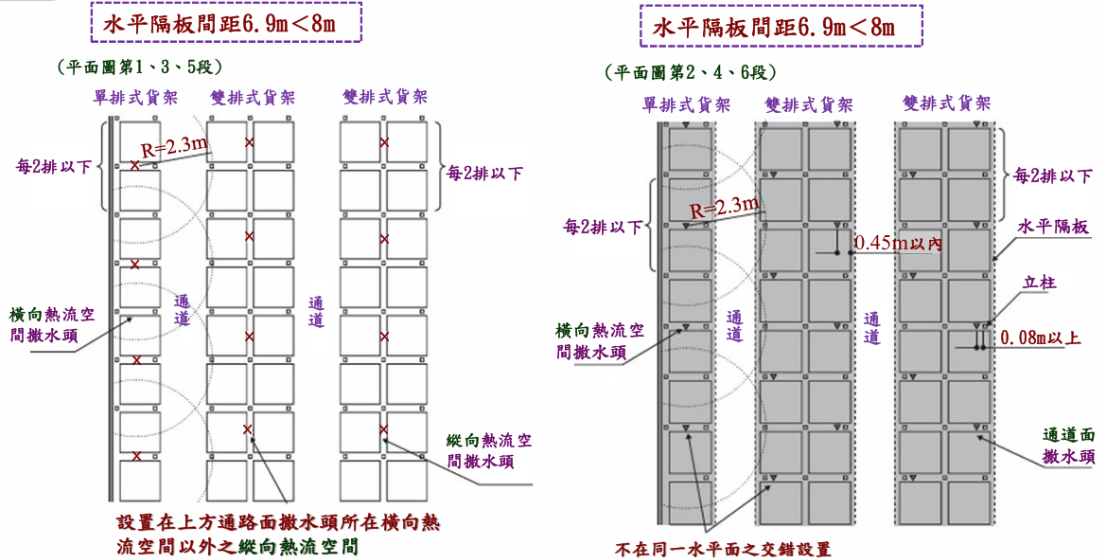 水平隔板間距6.9m<8m
(平面圖第1、3、5段)
單排式貨架
雙排式貨架
雙排式貨架
R=2.3m
每2排以下
每2排以下
通道
通道
橫向熱流空
間撒水頭
縱向熱流空
間撒水頭
設置在上方通路面撒水頭所在橫向熱
流空間以外之縱向熱流空間
水平隔板間距6.9m<8m
(平面圖第2、4、6段)
單排式貨架
雙排式貨架
雙排式貨架
每2排以下
每2排以下
R=2.3m
水平隔板
0.45m以內
立柱
通道
通道
橫向熱流空
間撒水頭
0.08m以上
通道面
撒水頭
不在同一水平面之交錯設置